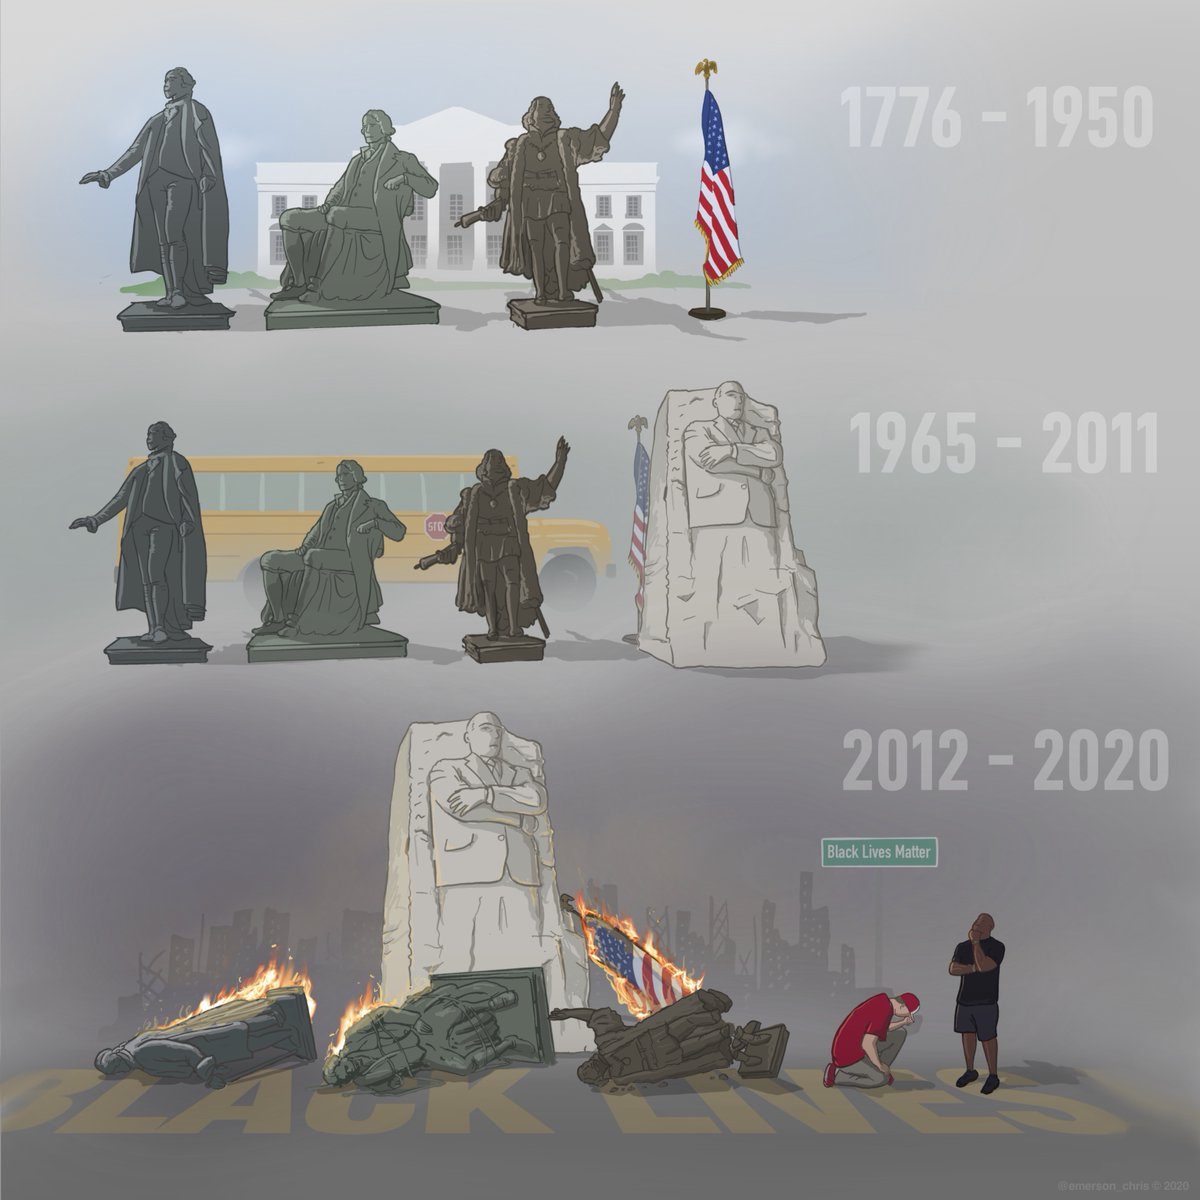 1776 - 1950
1965 - 2011
STOP
2012 - 2020
Black Lives Matter
BLACK LIVES
@emerson_chris © 2020